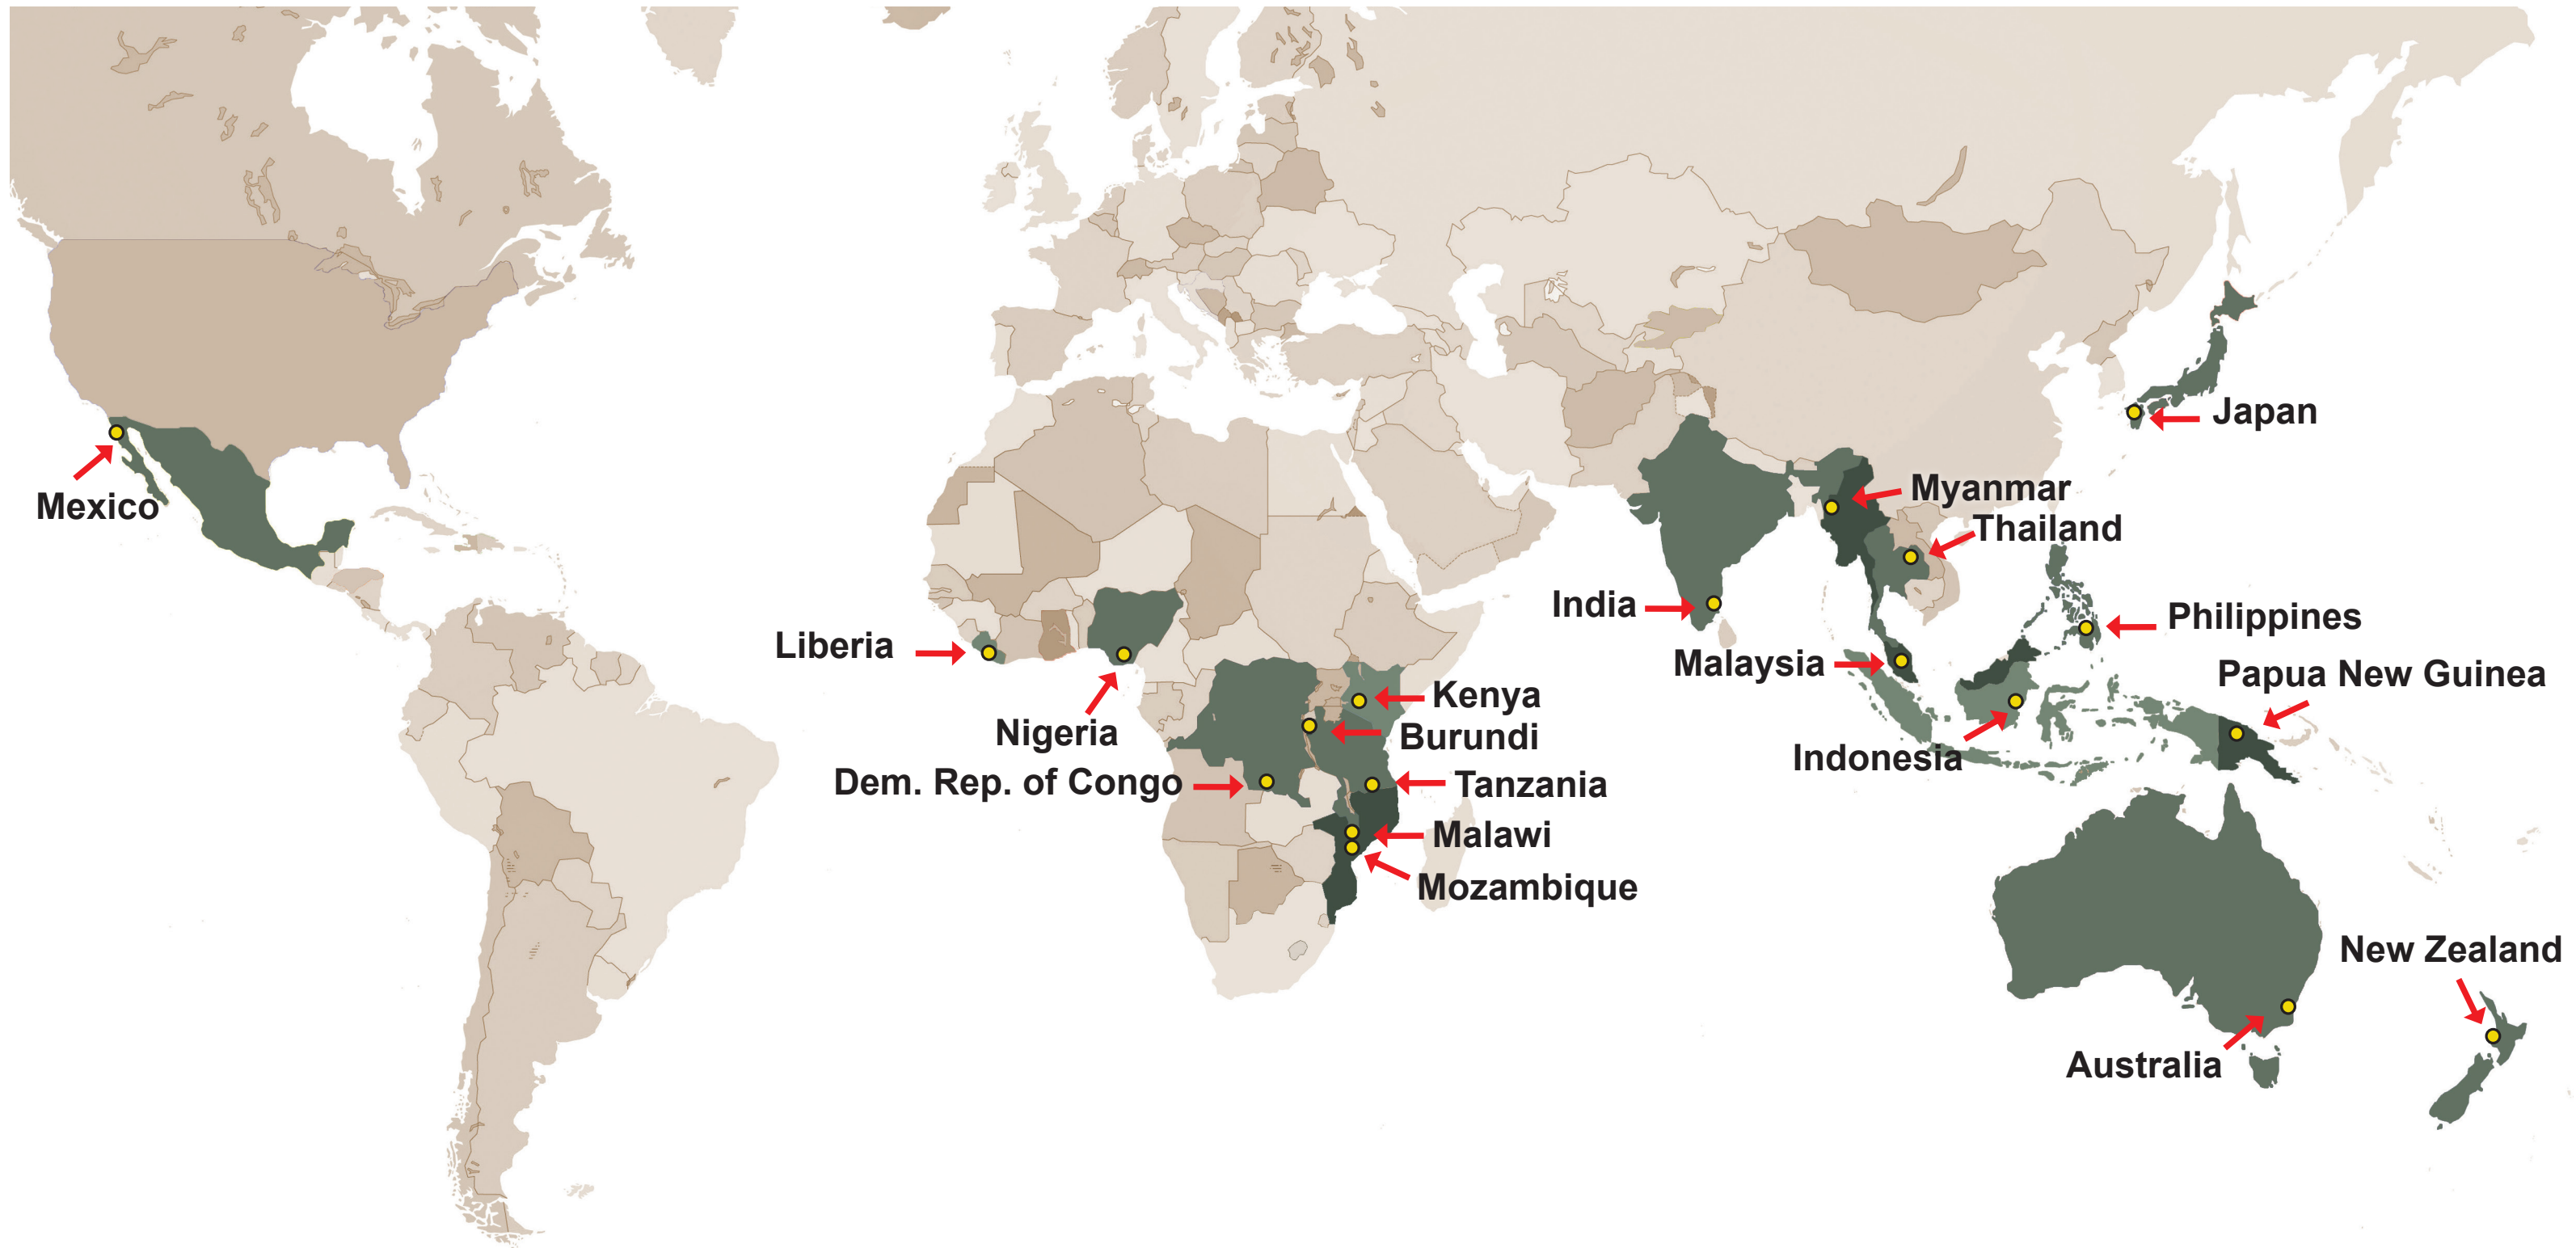 Japan
Myanmar
Mexico
Thailand
India
Philippines
Liberia
Malaysia
Papua New Guinea
Kenya
Nigeria
Burundi
Indonesia
Dem. Rep. of Congo
Tanzania
Malawi
Mozambique
New Zealand
Australia